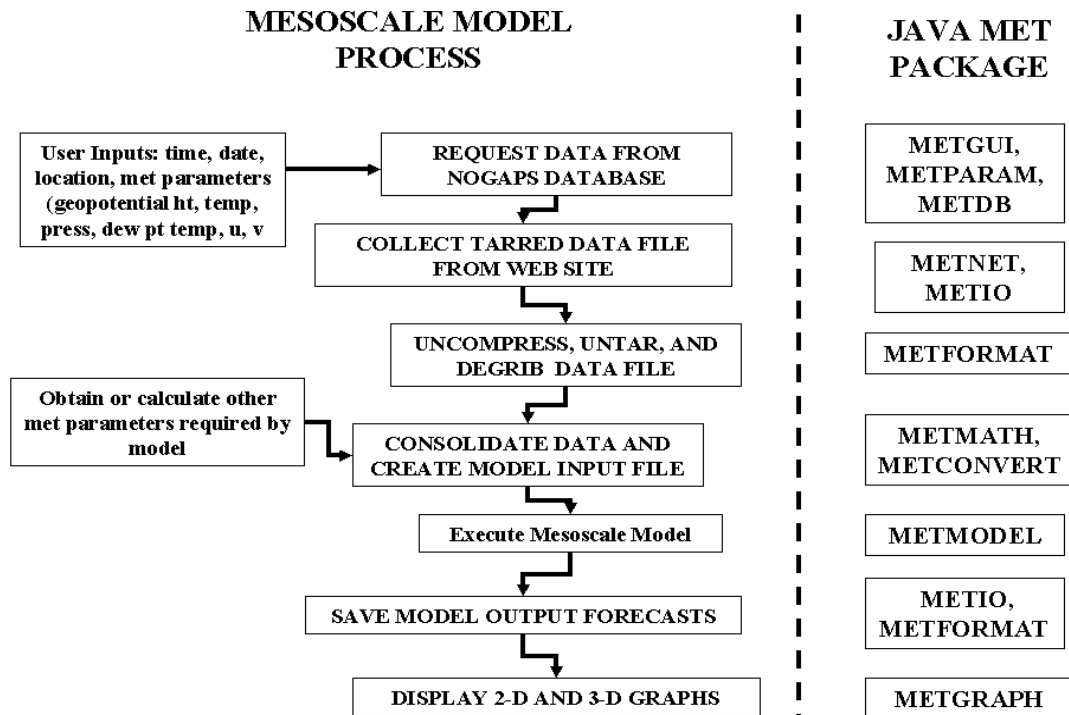 MESOSCALE MODEL
PROCESS
JAVA MET
PACKAGE
User Inputs: time, date,
location, met parameters
(geopotential ht, temp,
press, dew pt temp, u, v
REQUEST DATA FROM
NOGAPS DATABASE
METGUI,
METPARAM,
METDB
COLLECT TARRED DATA FILE
FROM WEB SITE
METNET,
METIO
UNCOMPRESS, UNTAR, AND
DEGRIB DATA FILE
METFORMAT
Obtain or calculate other
met parameters required by
model
CONSOLIDATE DATA AND
CREATE MODEL INPUT FILE
METMATH,
METCONVERT
Execute Mesoscale Model
METMODEL
SAVE MODEL OUTPUT FORECASTS
METIO,
METFORMAT
DISPLAY 2-D AND 3-D GRAPHS
METGRAPH